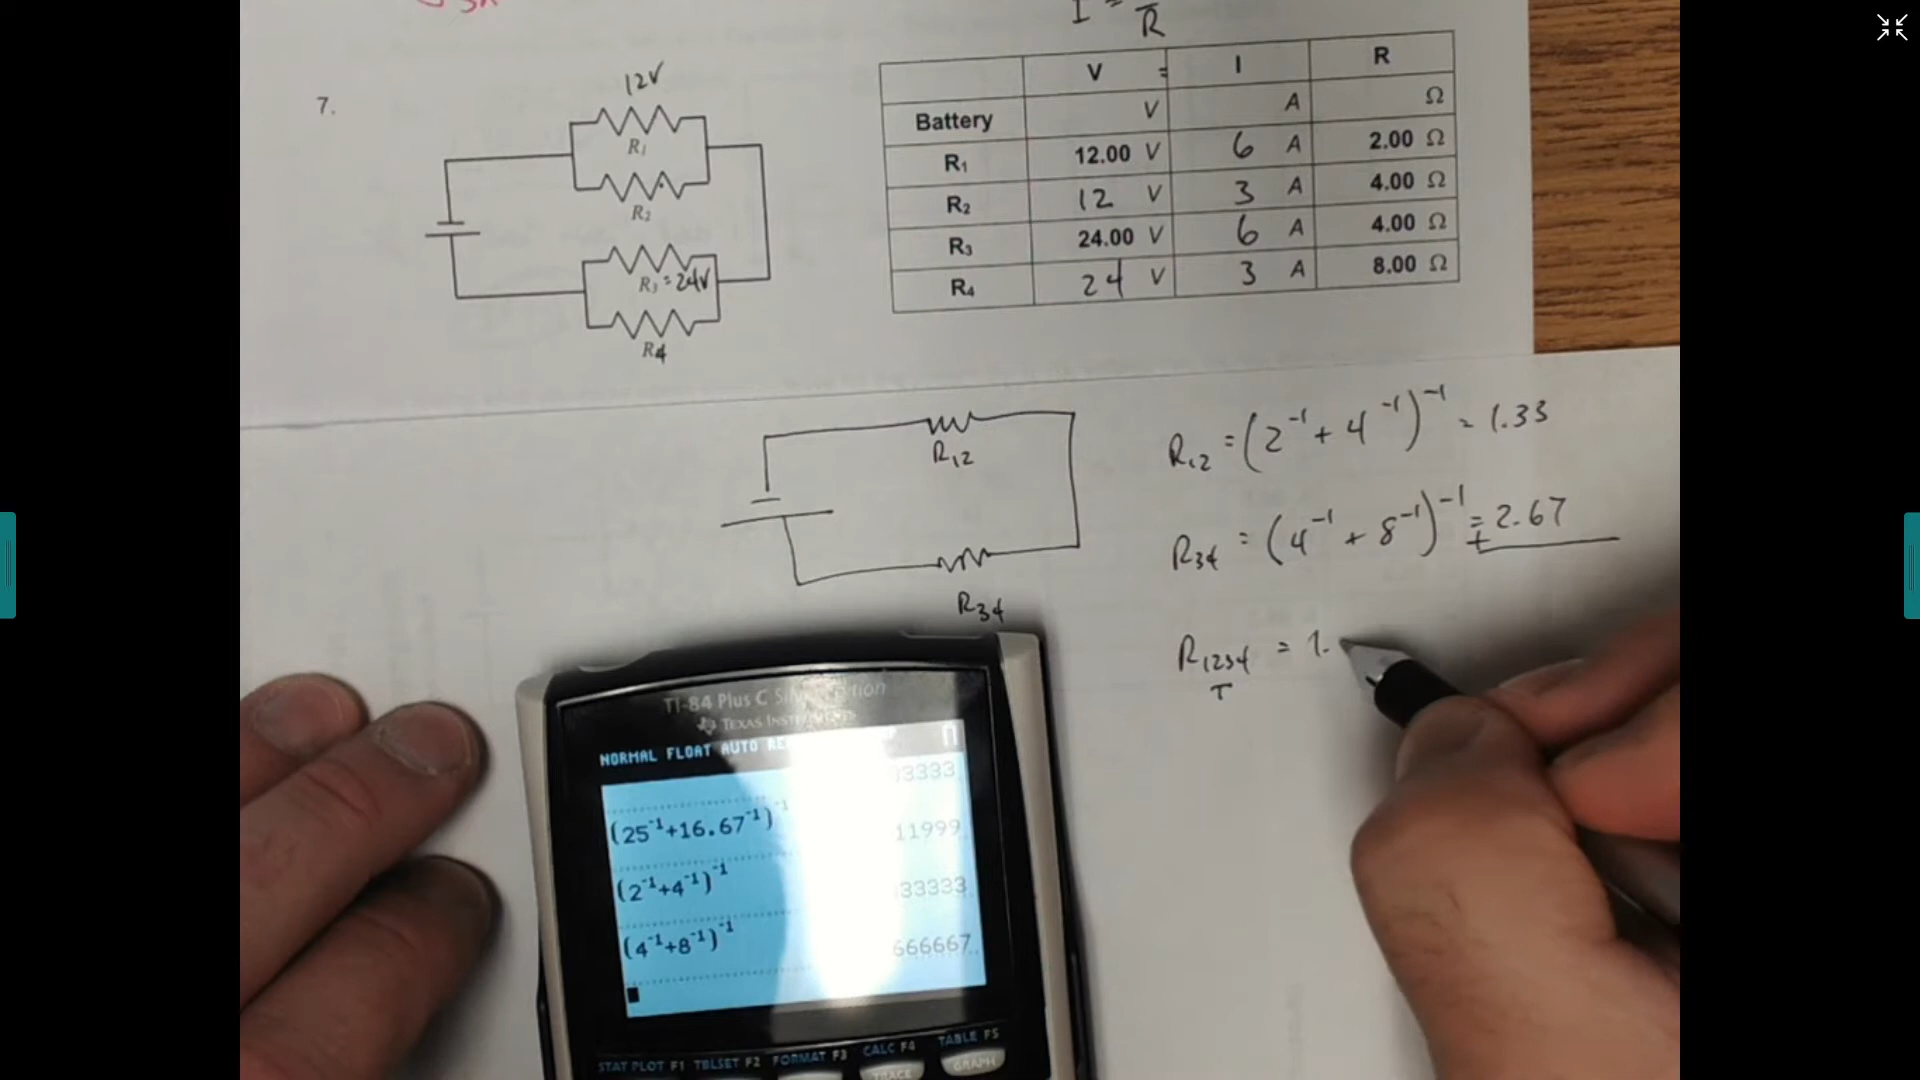 I = 
R
7.
12V
R₁
R₂
R₃ = 24V
R4
V = I R
Battery V A Ω
R₁ 12.00 V 6 A 2.00 Ω
R₂ 12 V 3 A 4.00 Ω
R₃ 24.00 V 6 A 4.00 Ω
R₄ 24 V 3 A 8.00 Ω
R₁₂
R₃₄
R₁₂ = (2⁻¹ + 4⁻¹)⁻¹ = 1.33
R₃₄ = (4⁻¹ + 8⁻¹)⁻¹ = 2.67
+
R₁₂₃₄ = 1.
T
TI-84 Plus C
TEXAS INSTRUMENTS
NORMAL FLOAT AUTO
33333
(25⁻¹+16.67⁻¹)⁻¹
11999
(2⁻¹+4⁻¹)⁻¹
33333
(4⁻¹+8⁻¹)⁻¹
666667
STAT PLOT F1 TBLSET F2 FORMAT F3 CALC F4 TABLE F5
TRACE GRAPH